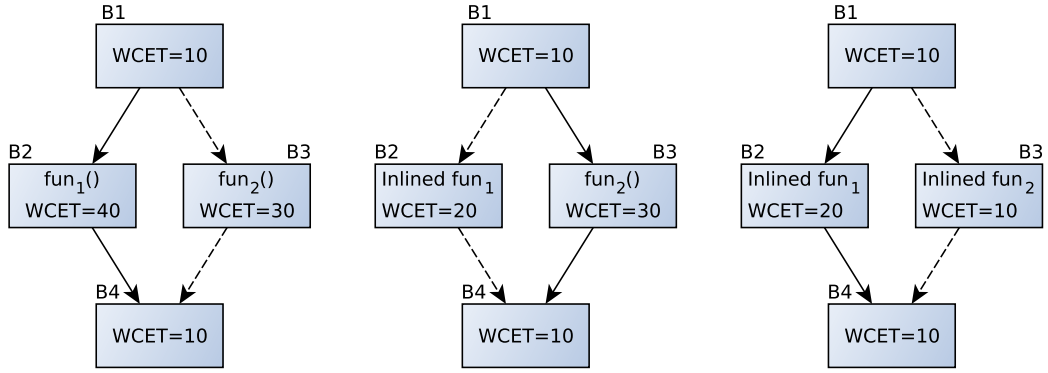 B1
WCET=10
B2
fun1()
WCET=40
B3
fun2()
WCET=30
B4
WCET=10
B1
WCET=10
B2
Inlined fun1
WCET=20
B3
fun2()
WCET=30
B4
WCET=10
B1
WCET=10
B2
Inlined fun1
WCET=20
B3
Inlined fun2
WCET=10
B4
WCET=10